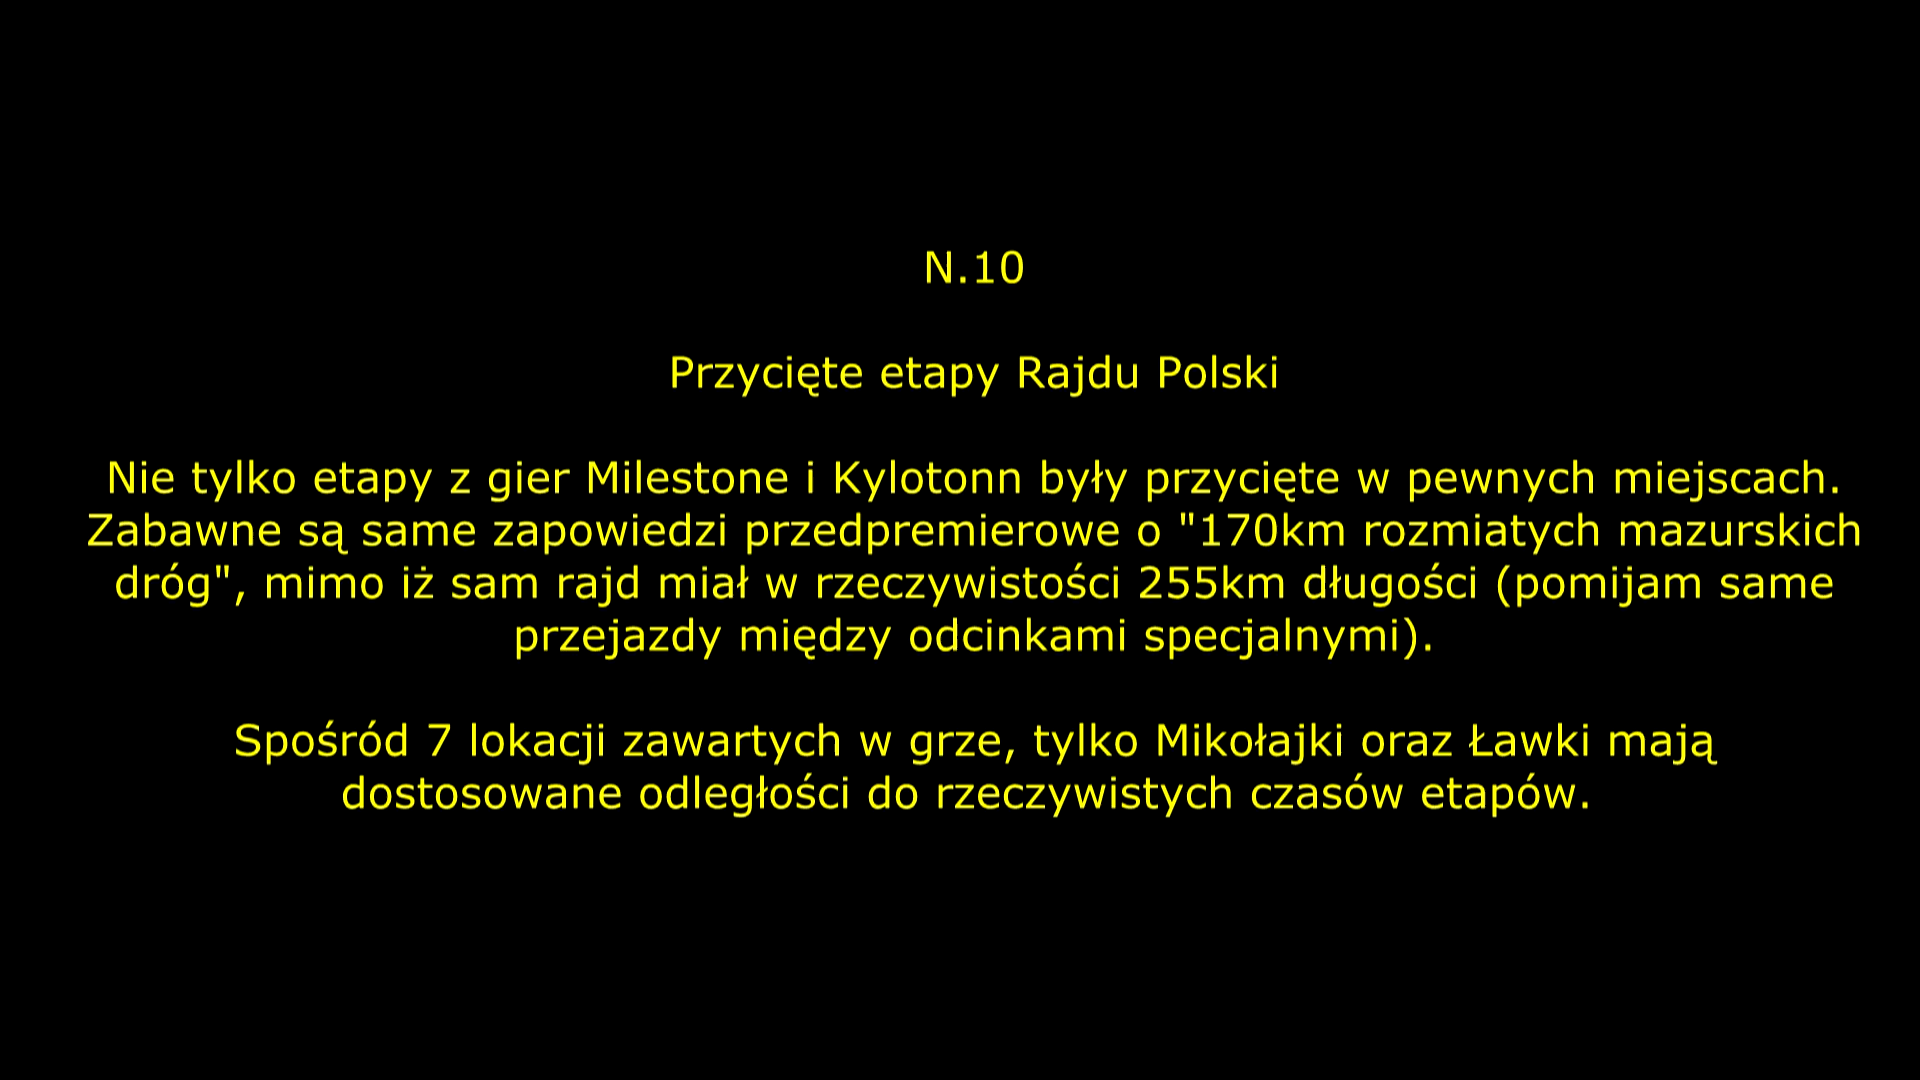 N.10
Przycięte etapy Rajdu Polski
Nie tylko etapy z gier Milestone i Kylotonn były przycięte w pewnych miejscach.
Zabawne są same zapowiedzi przedpremierowe o "170km rozmiatych mazurskich
dróg", mimo iż sam rajd miał w rzeczywistości 255km długości (pomijam same
przejazdy między odcinkami specjalnymi).
Spośród 7 lokacji zawartych w grze, tylko Mikołajki oraz Ławki mają
dostosowane odległości do rzeczywistych czasów etapów.